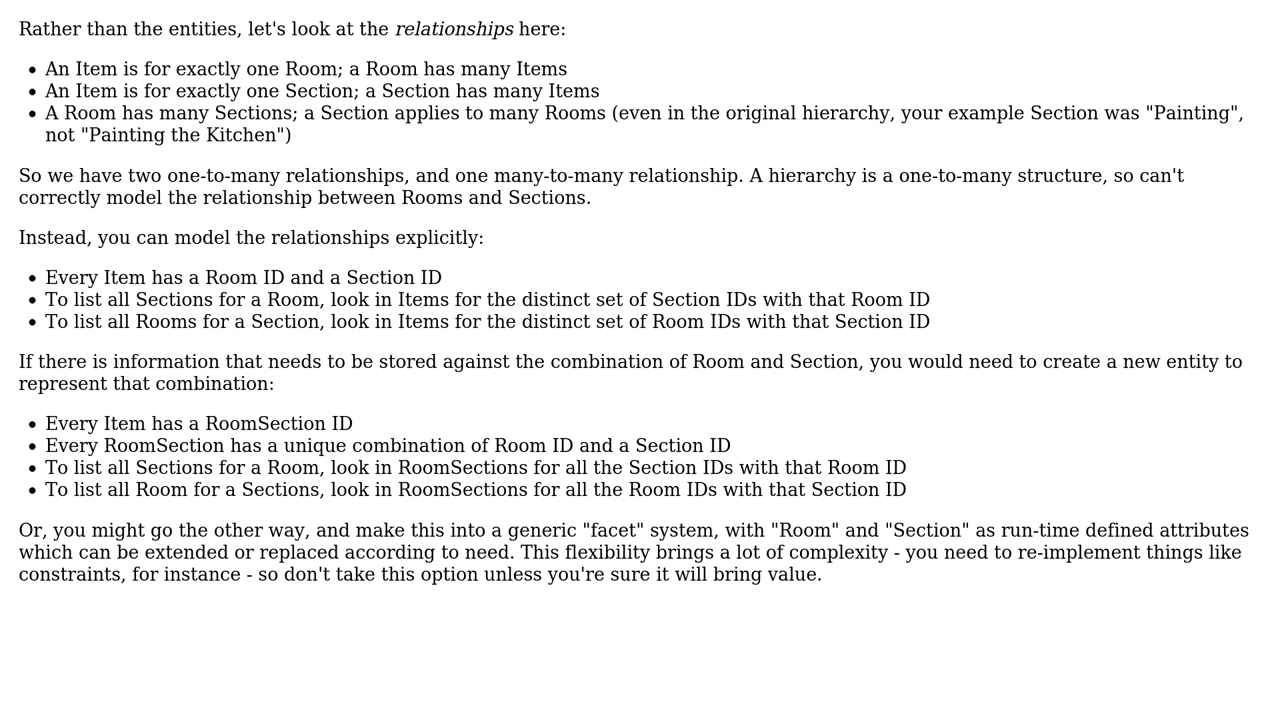 Rather than the entities, let's look at the relationships here:
• An Item is for exactly one Room; a Room has many Items
• An Item is for exactly one Section; a Section has many Items
• A Room has many Sections; a Section applies to many Rooms (even in the original hierarchy, your example Section was "Painting",
not "Painting the Kitchen")
So we have two one-to-many relationships, and one many-to-many relationship. A hierarchy is a one-to-many structure, so can't
correctly model the relationship between Rooms and Sections.
Instead, you can model the relationships explicitly:
• Every Item has a Room ID and a Section ID
• To list all Sections for a Room, look in Items for the distinct set of Section IDs with that Room ID
• To list all Rooms for a Section, look in Items for the distinct set of Room IDs with that Section ID
If there is information that needs to be stored against the combination of Room and Section, you would need to create a new entity to
represent that combination:
• Every Item has a RoomSection ID
• Every RoomSection has a unique combination of Room ID and a Section ID
• To list all Sections for a Room, look in RoomSections for all the Section IDs with that Room ID
• To list all Room for a Sections, look in RoomSections for all the Room IDs with that Section ID
Or, you might go the other way, and make this into a generic "facet" system, with "Room" and "Section" as run-time defined attributes
which can be extended or replaced according to need. This flexibility brings a lot of complexity - you need to re-implement things like
constraints, for instance - so don't take this option unless you're sure it will bring value.